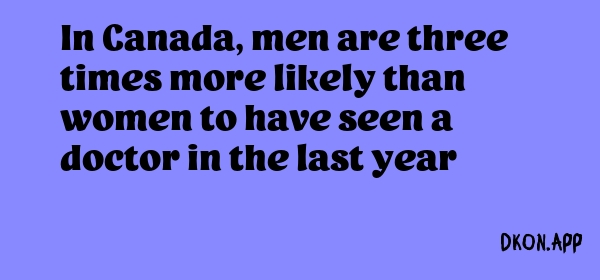 In Canada, men are three
times more likely than
women to have seen a
doctor in the last year
DKON.APP